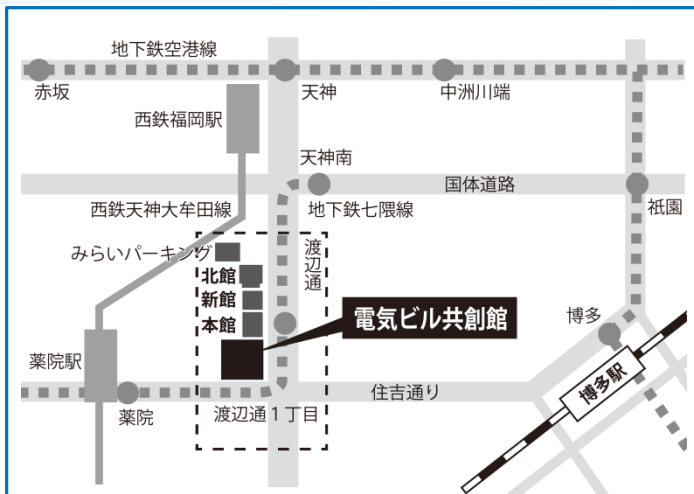 地下鉄空港線
赤坂
天神
中洲川端
西鉄福岡駅
天神南
国体道路
西鉄天神大牟田線
地下鉄七隈線
祇園
みらいパーキング
渡辺通
北館
新館
本館
電気ビル共創館
博多
薬院駅
博多駅
住吉通り
薬院
渡辺通1丁目